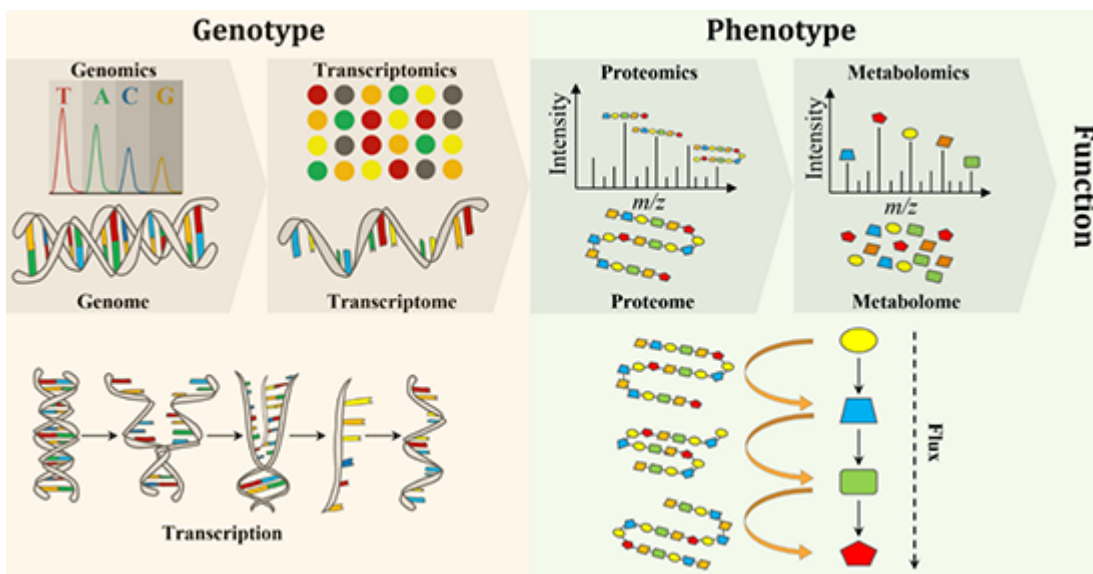 Genotype
Phenotype
Genomics
Transcriptomics
Proteomics
Metabolomics
T A C G
Intensity
m/z
Intensity
m/z
Function
Genome
Transcriptome
Proteome
Metabolome
Transcription
Flux